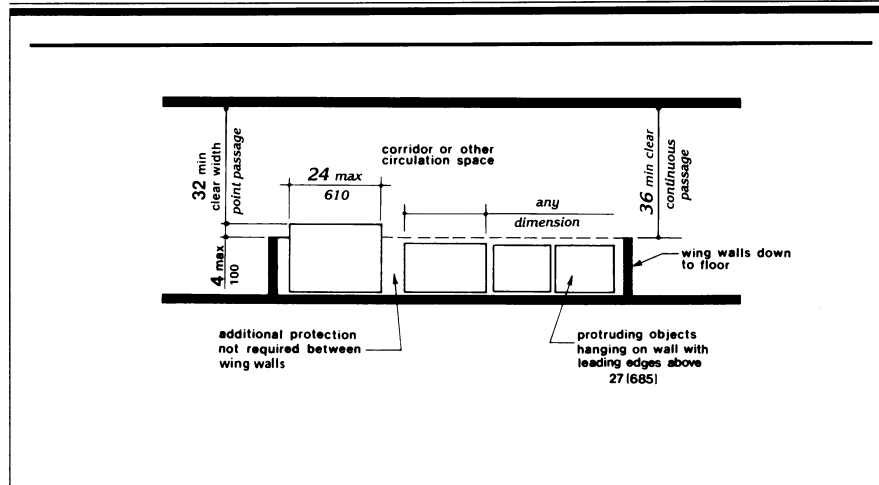 32 min
clear width
point passage
corridor or other
circulation space
24 max
610
any
dimension
36 min clear
continuous
passage
4 max
100
wing walls down
to floor
additional protection
not required between
wing walls
protruding objects
hanging on wall with
leading edges above
27 (685)